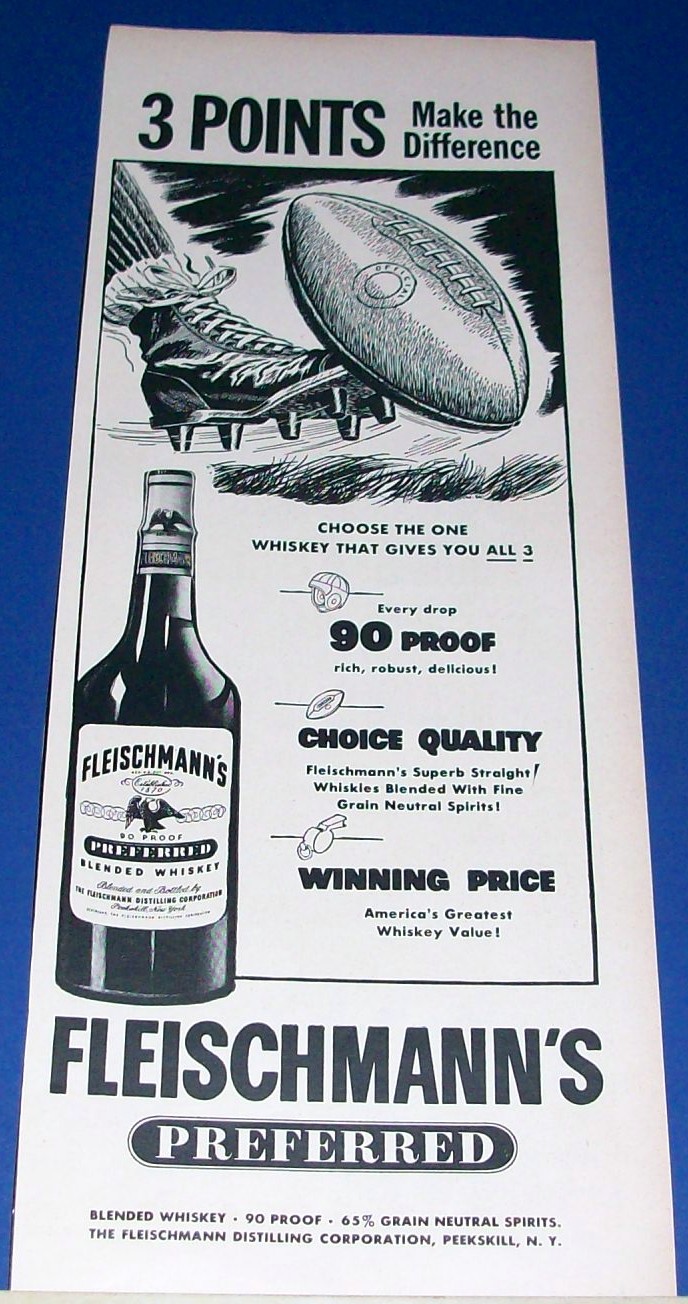 3 POINTS Make the
Difference
OFFICIAL
CHOOSE THE ONE
WHISKEY THAT GIVES YOU ALL 3
Every drop
90 PROOF
rich, robust, delicious!
CHOICE QUALITY
Fleischmann's Superb Straight
Whiskies Blended With Fine
Grain Neutral Spirits!
WINNING PRICE
America's Greatest
Whiskey Value!
FLEISCHMANN'S
FLEISCHMANN'S
Established
1870
90 PROOF
PREFERRED
BLENDED WHISKEY
Blended and Bottled by
THE FLEISCHMANN DISTILLING CORPORATION
Peekskill, New York
FLEISCHMANN'S
PREFERRED
BLENDED WHISKEY · 90 PROOF · 65% GRAIN NEUTRAL SPIRITS.
THE FLEISCHMANN DISTILLING CORPORATION, PEEKSKILL, N. Y.